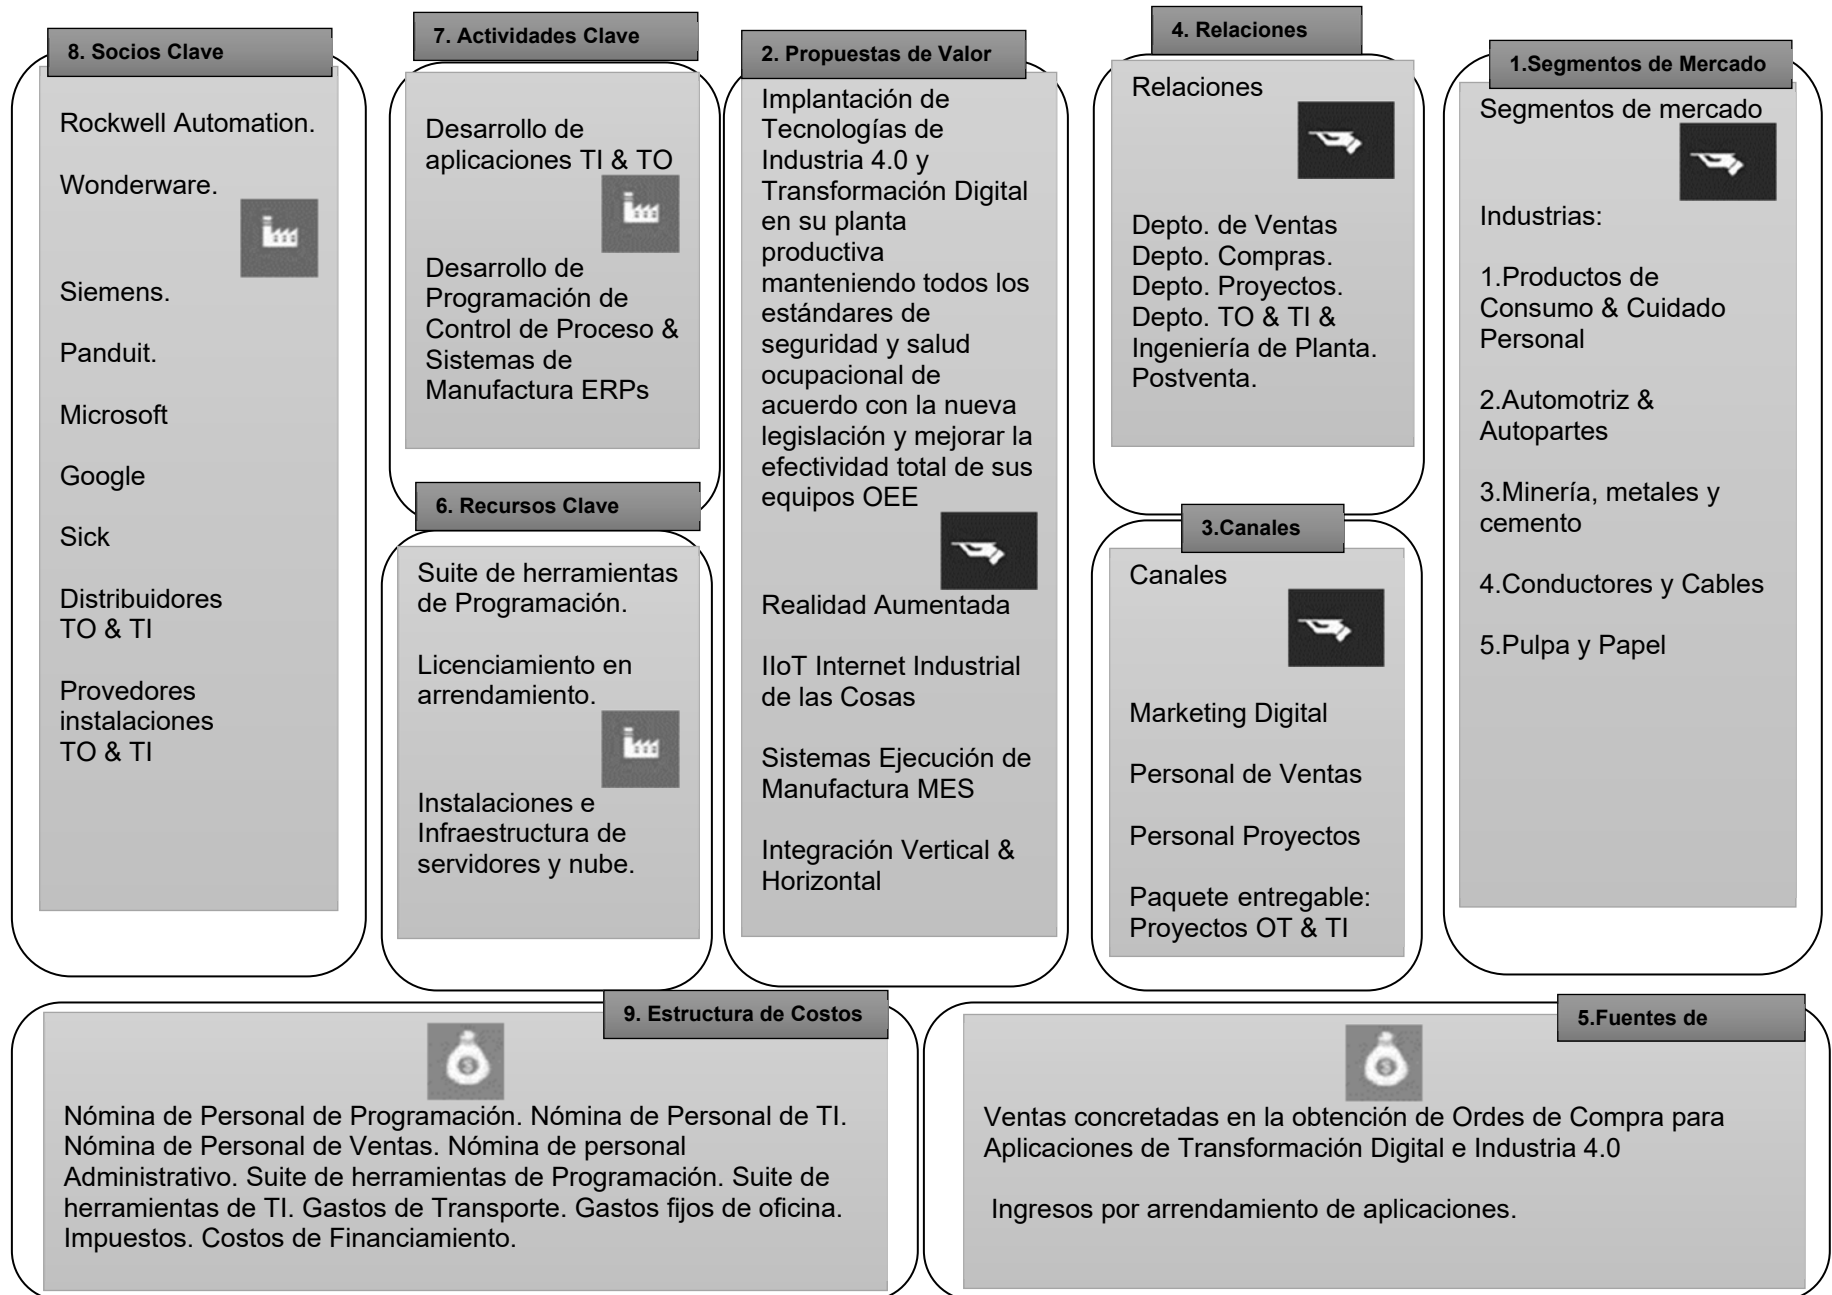 8. Socios Clave
Rockwell Automation.
Wonderware.
Siemens.
Panduit.
Microsoft
Google
Sick
Distribuidores
TO & TI
Provedores
instalaciones
TO & TI
7. Actividades Clave
Desarrollo de
aplicaciones TI & TO
Desarrollo de
Programación de
Control de Proceso &
Sistemas de
Manufactura ERPs
6. Recursos Clave
Suite de herramientas
de Programación.
Licenciamiento en
arrendamiento.
Instalaciones e
Infraestructura de
servidores y nube.
2. Propuestas de Valor
Implantación de
Tecnologías de
Industria 4.0 y
Transformación Digital
en su planta
productiva
manteniendo todos los
estándares de
seguridad y salud
ocupacional de
acuerdo con la nueva
legislación y mejorar la
efectividad total de sus
equipos OEE
Realidad Aumentada
IIoT Internet Industrial
de las Cosas
Sistemas Ejecución de
Manufactura MES
Integración Vertical &
Horizontal
4. Relaciones
Relaciones
Depto. de Ventas
Depto. Compras.
Depto. Proyectos.
Depto. TO & TI &
Ingeniería de Planta.
Postventa.
3.Canales
Canales
Marketing Digital
Personal de Ventas
Personal Proyectos
Paquete entregable:
Proyectos OT & TI
1.Segmentos de Mercado
Segmentos de mercado
Industrias:
1.Productos de
Consumo & Cuidado
Personal
2.Automotriz &
Autopartes
3.Minería, metales y
cemento
4.Conductores y Cables
5.Pulpa y Papel
9. Estructura de Costos
Nómina de Personal de Programación. Nómina de Personal de TI.
Nómina de Personal de Ventas. Nómina de personal
Administrativo. Suite de herramientas de Programación. Suite de
herramientas de TI. Gastos de Transporte. Gastos fijos de oficina.
Impuestos. Costos de Financiamiento.
5.Fuentes de
Ventas concretadas en la obtención de Ordes de Compra para
Aplicaciones de Transformación Digital e Industria 4.0
Ingresos por arrendamiento de aplicaciones.